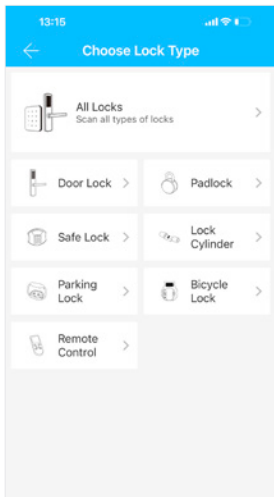 13:15
Choose Lock Type
All Locks
Scan all types of locks
Door Lock
Padlock
Safe Lock
Lock
Cylinder
Parking
Lock
Bicycle
Lock
Remote
Control